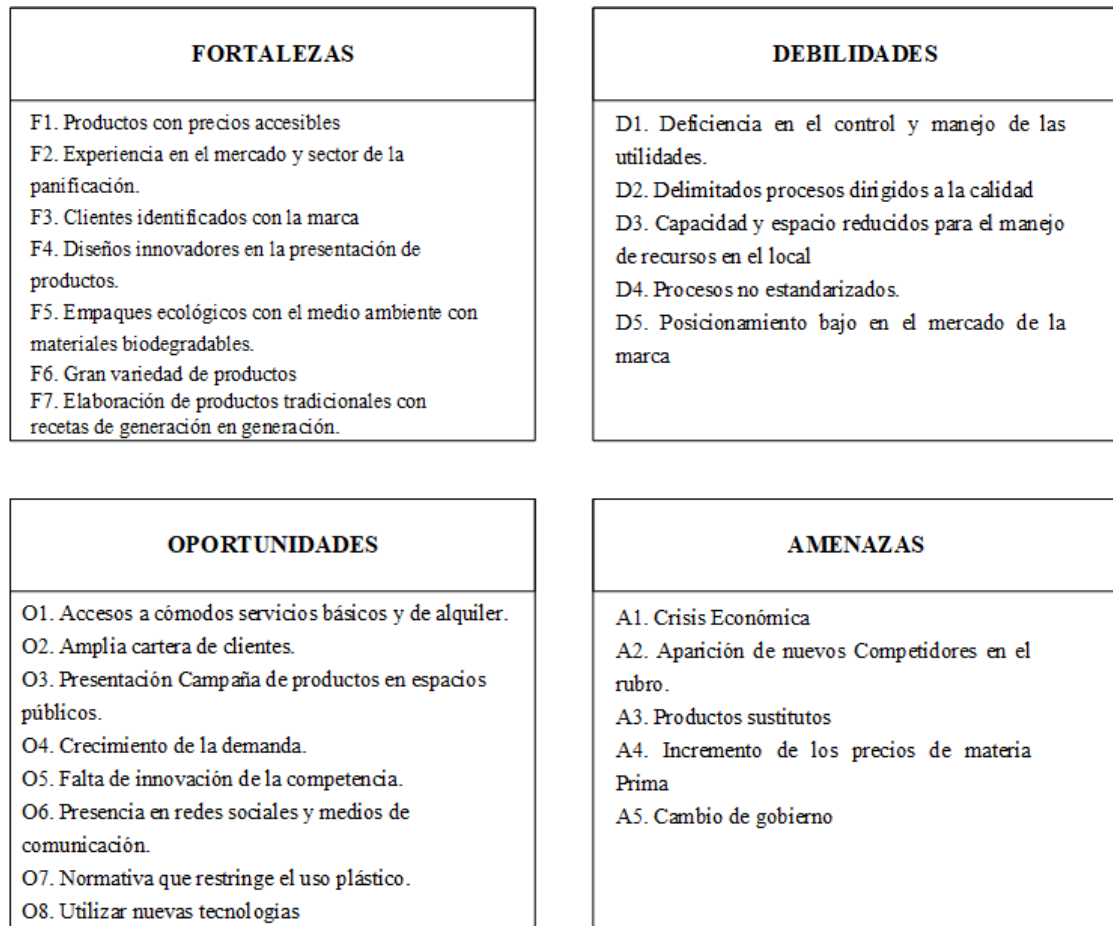 FORTALEZAS
F1. Productos con precios accesibles
F2. Experiencia en el mercado y sector de la
panificación.
F3. Clientes identificados con la marca
F4. Diseños innovadores en la presentación de
productos.
F5. Empaques ecológicos con el medio ambiente con
materiales biodegradables.
F6. Gran variedad de productos
F7. Elaboración de productos tradicionales con
recetas de generación en generación.
DEBILIDADES
D1. Deficiencia en el control y manejo de las
utilidades.
D2. Delimitados procesos dirigidos a la calidad
D3. Capacidad y espacio reducidos para el manejo
de recursos en el local
D4. Procesos no estandarizados.
D5. Posicionamiento bajo en el mercado de la
marca
OPORTUNIDADES
O1. Accesos a cómodos servicios básicos y de alquiler.
O2. Amplia cartera de clientes.
O3. Presentación Campaña de productos en espacios
públicos.
O4. Crecimiento de la demanda.
O5. Falta de innovación de la competencia.
O6. Presencia en redes sociales y medios de
comunicación.
O7. Normativa que restringe el uso plástico.
O8. Utilizar nuevas tecnologías
AMENAZAS
A1. Crisis Económica
A2. Aparición de nuevos Competidores en el
rubro.
A3. Productos sustitutos
A4. Incremento de los precios de materia
Prima
A5. Cambio de gobierno